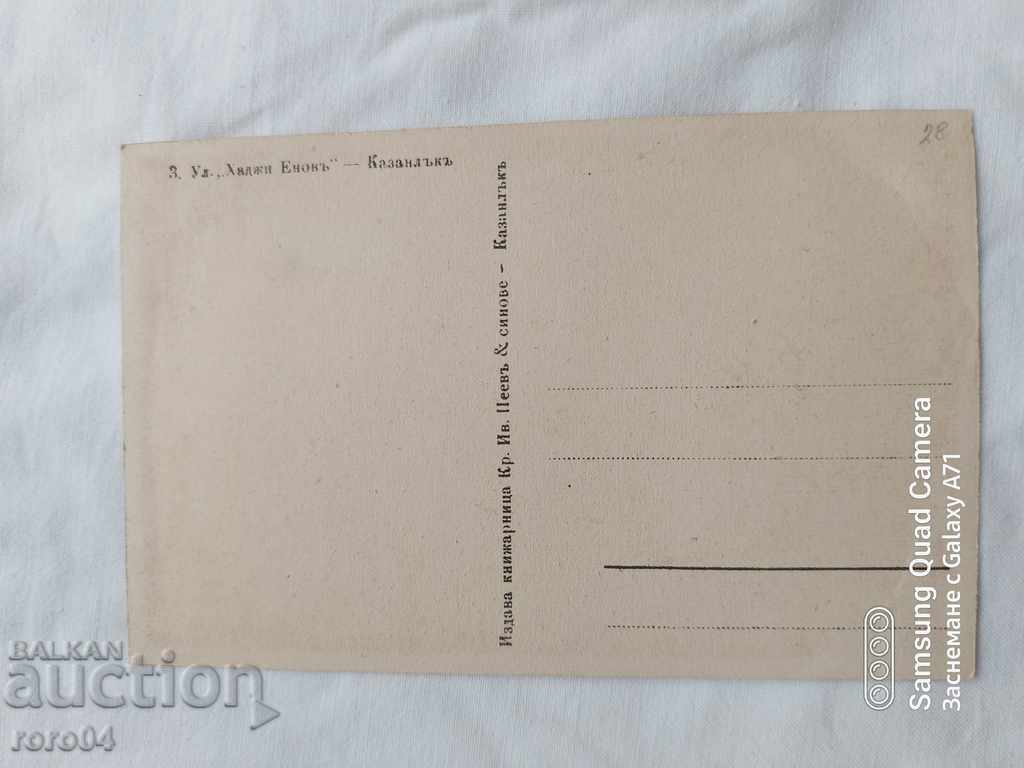 28
3. Ул. „Хаджи Еновъ“ — Казанлъкъ
Издава книжарница Кр. Ив. Пеевъ & синове - Казанлъкъ
Samsung Quad Camera
Заснемане с Galaxy A71
BALKAN
auction
roro04